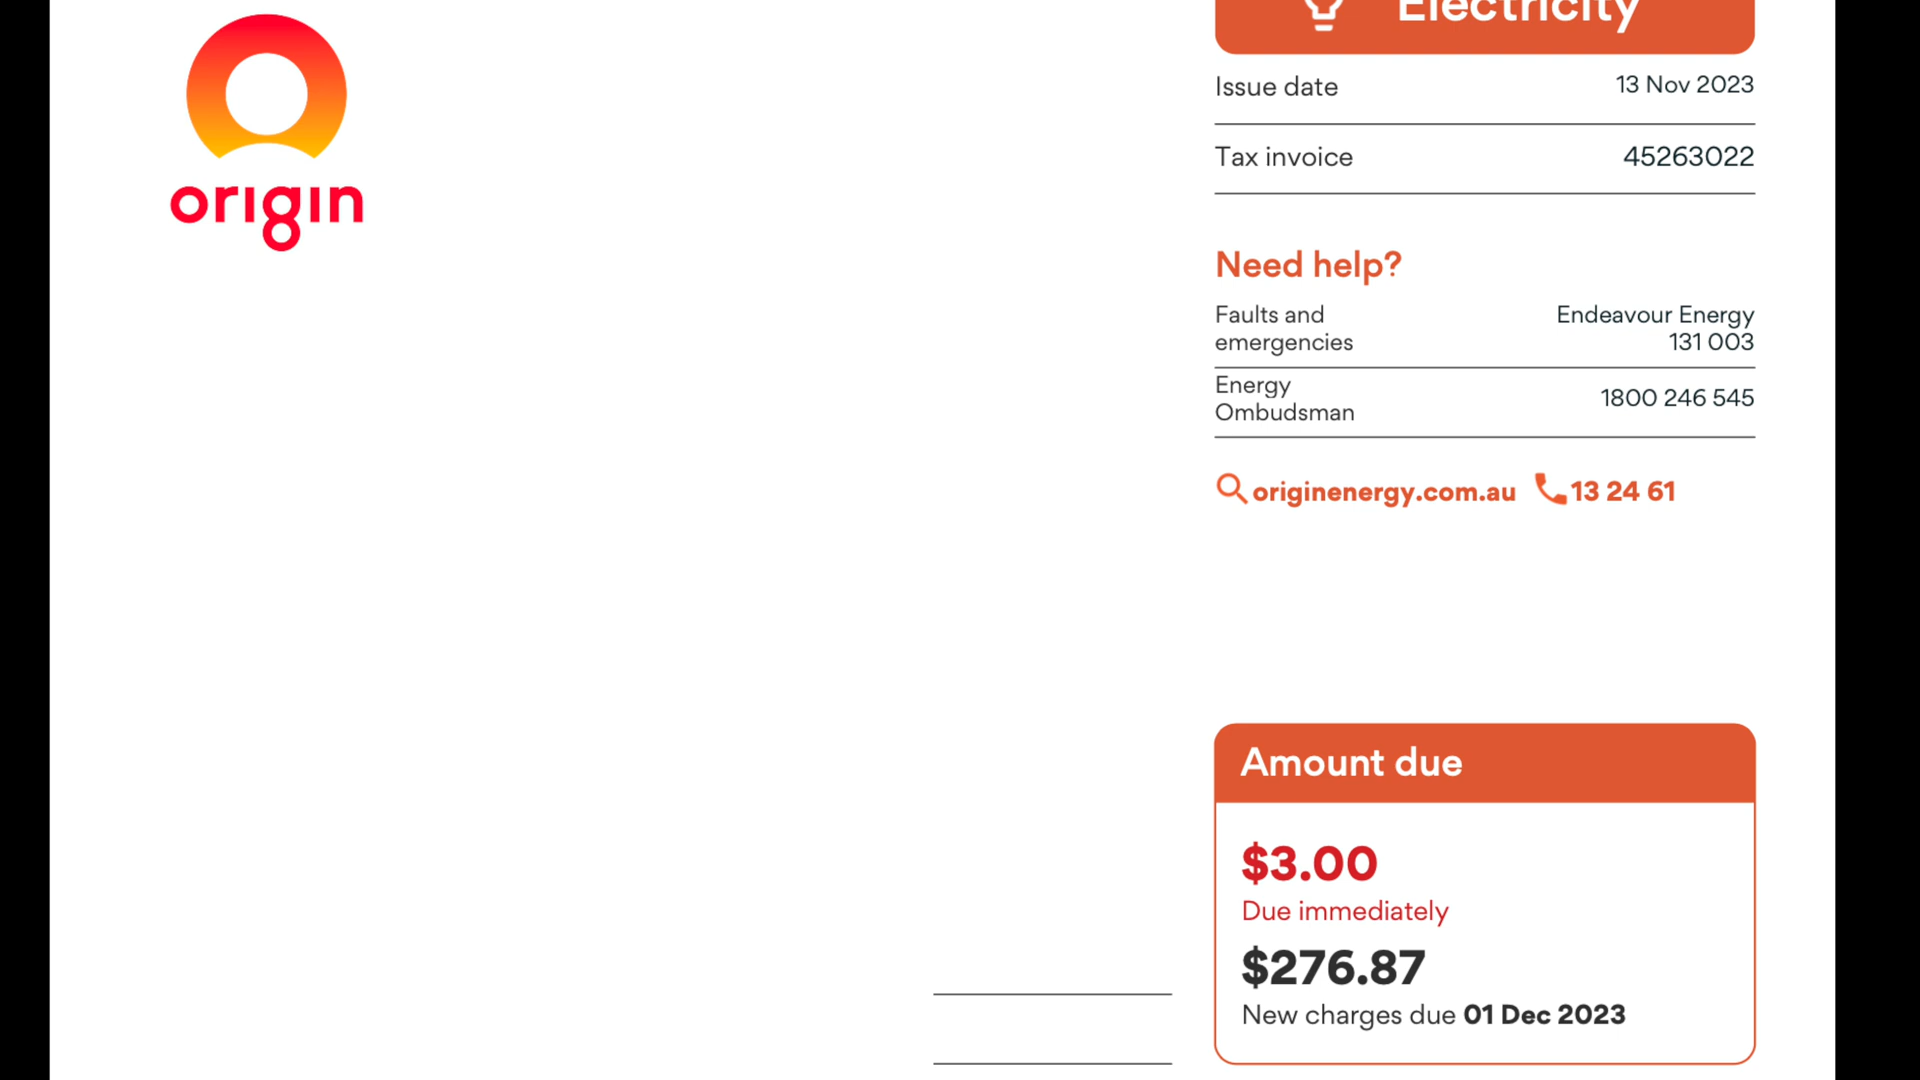 Electricity
Issue date 13 Nov 2023
Tax invoice 45263022
origin
Need help?
Faults and Endeavour Energy
emergencies 131 003
Energy
Ombudsman 1800 246 545
originenergy.com.au 13 24 61
Amount due
$3.00
Due immediately
$276.87
New charges due 01 Dec 2023